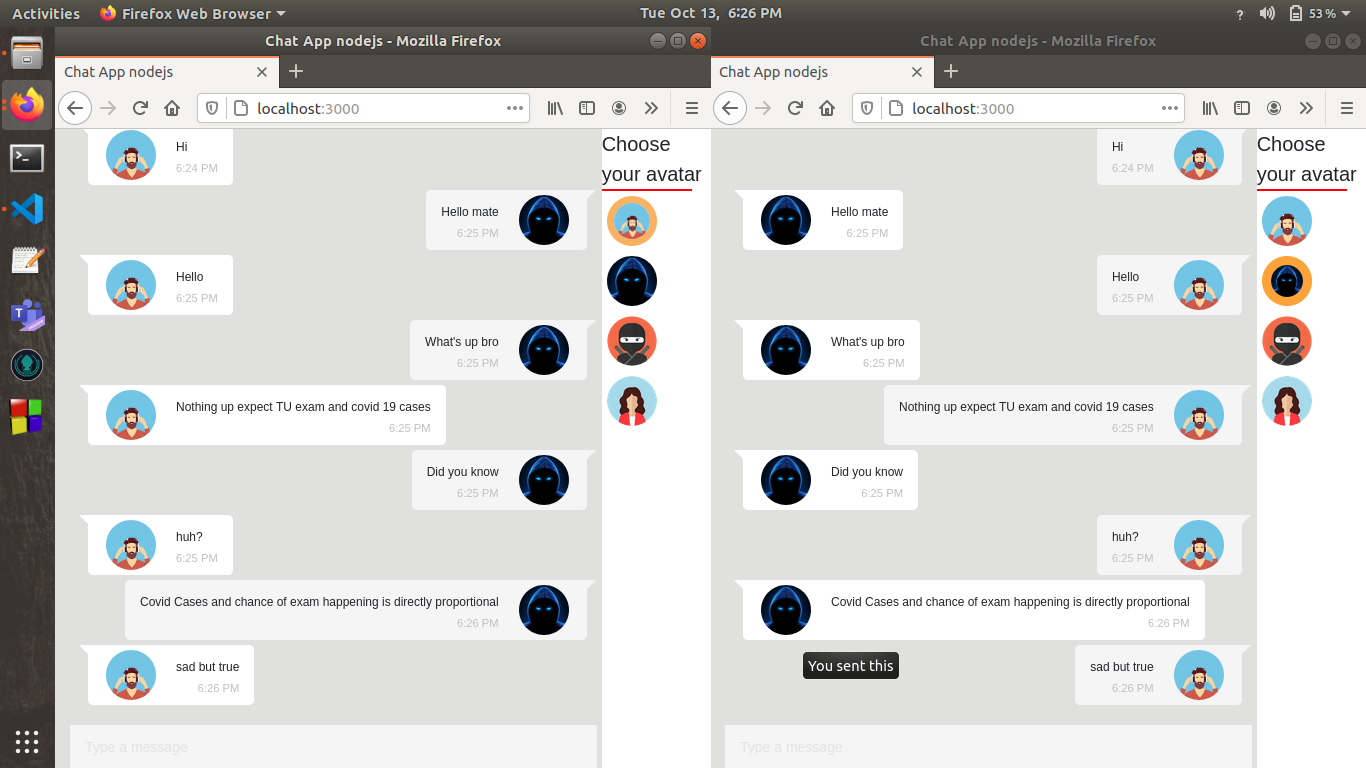 Activities Firefox Web Browser Tue Oct 13, 6:26 PM ? 53 %
Chat App nodejs - Mozilla Firefox
Chat App nodejs
localhost:3000
Hi
6:24 PM
Hello mate
6:25 PM
Hello
6:25 PM
What's up bro
6:25 PM
Nothing up expect TU exam and covid 19 cases
6:25 PM
Did you know
6:25 PM
huh?
6:25 PM
Covid Cases and chance of exam happening is directly proportional
6:26 PM
sad but true
6:26 PM
Type a message
Choose
your avatar
Chat App nodejs - Mozilla Firefox
Chat App nodejs
localhost:3000
Hi
6:24 PM
Hello mate
6:25 PM
Hello
6:25 PM
What's up bro
6:25 PM
Nothing up expect TU exam and covid 19 cases
6:25 PM
Did you know
6:25 PM
huh?
6:25 PM
Covid Cases and chance of exam happening is directly proportional
6:26 PM
You sent this
sad but true
6:26 PM
Type a message
Choose
your avatar